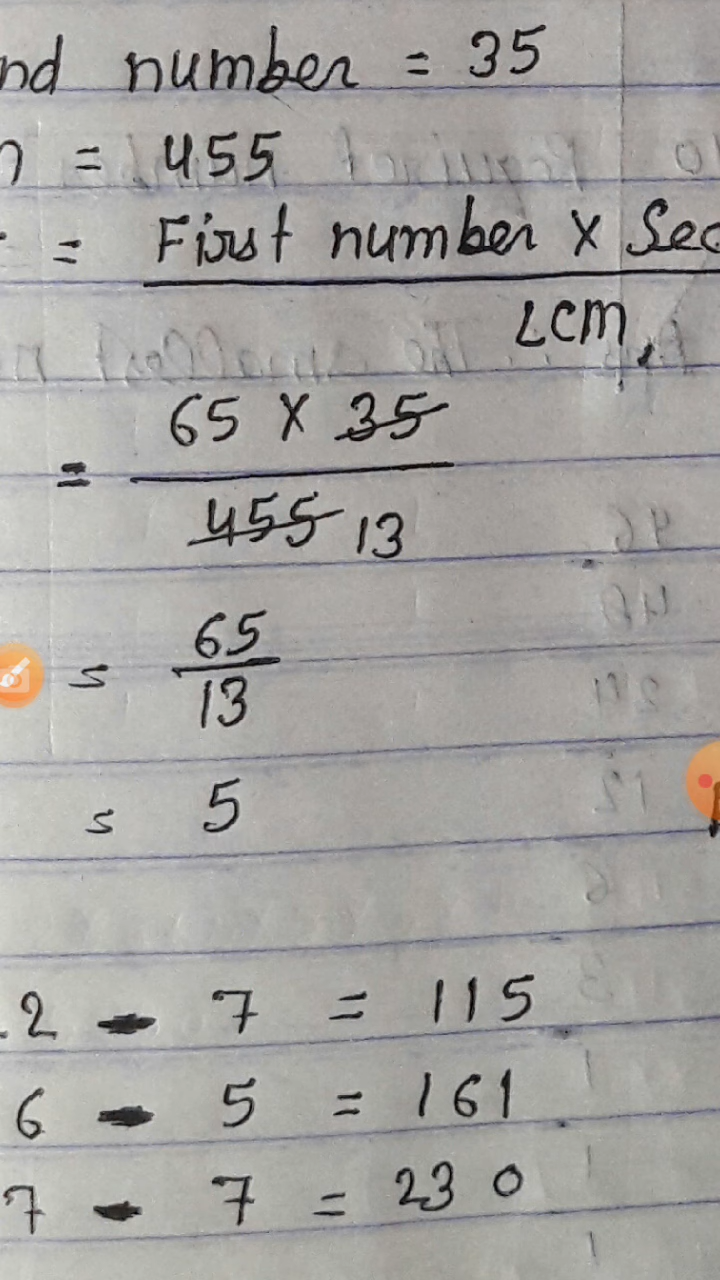 nd number = 35
= 455
= First number x Sec
Lcm,
65 x 35
=
455 13
65
=
13
= 5
2 - 7 = 115
6 - 5 = 161
7 - 7 = 230